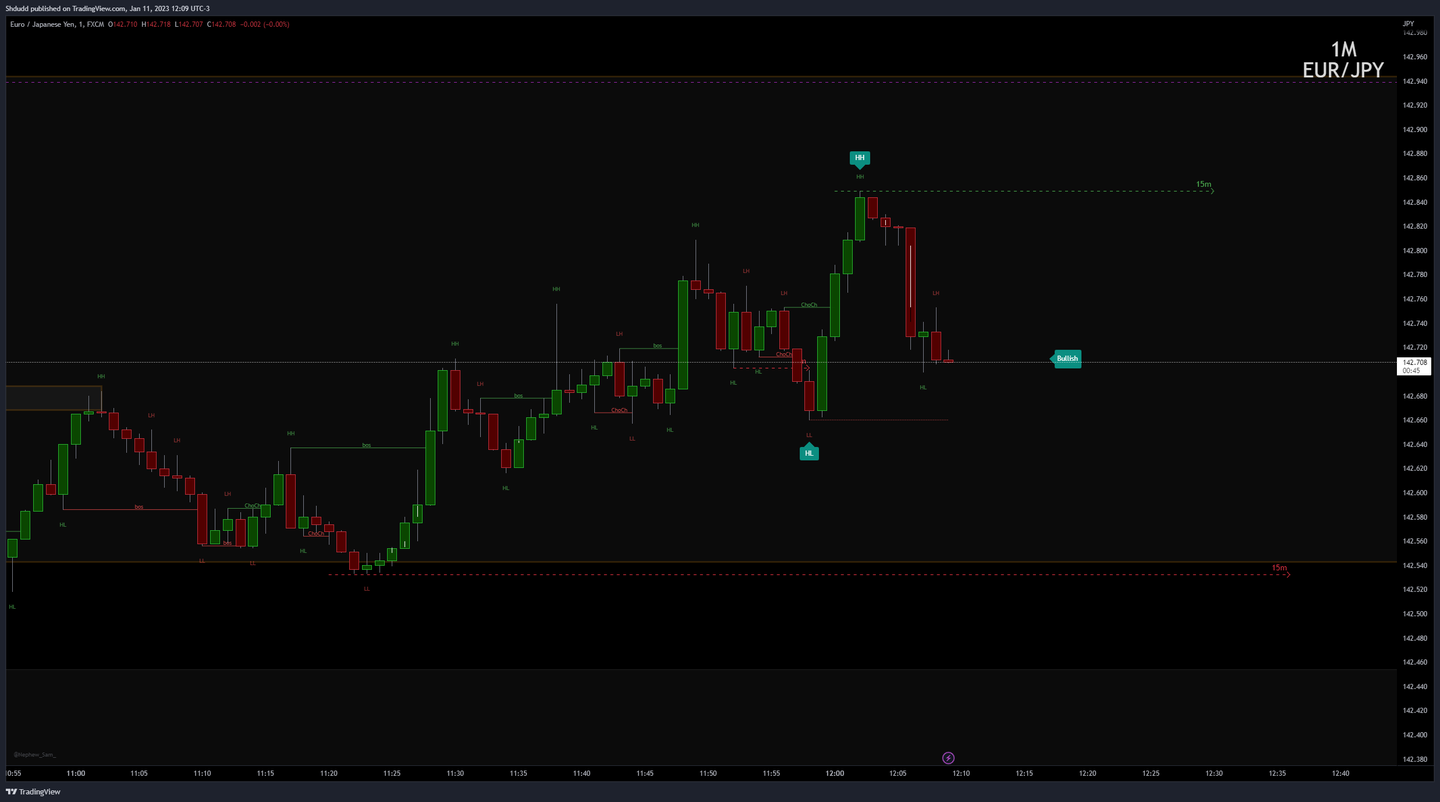 Shdudd published on TradingView.com, Jan 11, 2023 12:09 UTC-3
Euro / Japanese Yen, 1, FXCM O142.710 H142.718 L142.707 C142.708 −0.002 (−0.00%)
JPY
142.980
1M
EUR/JPY
142.960
142.940
142.920
142.900
142.880
142.860
142.840
142.820
142.800
142.780
142.760
142.740
142.720
142.708
00:45
142.680
142.660
142.640
142.620
142.600
142.580
142.560
142.540
142.520
142.500
142.480
142.460
142.440
142.420
142.400
142.380
HH
HH
15m
HH
LH
HH
LH
LH
ChoCh
LH
HH
bos
ChoCh
Bullish
HH
LH
HL
HL
HL
bos
ChoCh
HL
LL
HL
LL
HL
HH
LH
LH
HH
bos
HL
LH
ChoCh
bos
HL
bos
ChoCh
HL
LL
LL
LL
HL
15m
@Nephew_Sam_
10:55
11:00
11:05
11:10
11:15
11:20
11:25
11:30
11:35
11:40
11:45
11:50
11:55
12:00
12:05
12:10
12:15
12:20
12:25
12:30
12:35
12:40
TradingView